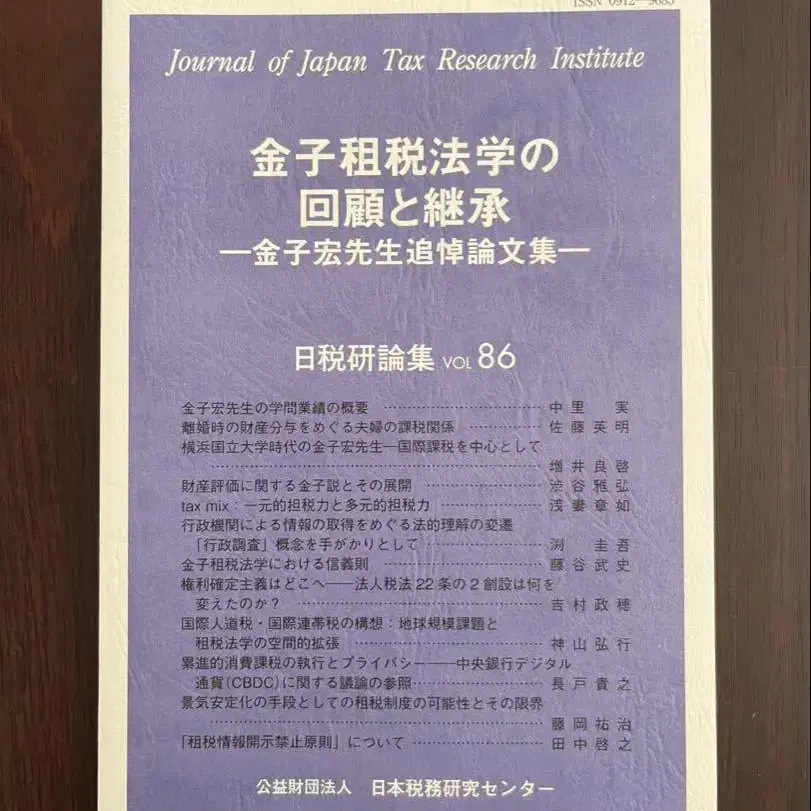 ISSN 0912-9685
Journal of Japan Tax Research Institute
金子租税法学の
回顧と継承
―金子宏先生追悼論文集―
日税研論集 VOL 86
金子宏先生の学問業績の概要 ………………… 中里 実
離婚時の財産分与をめぐる夫婦の課税関係 ………… 佐藤英明
横浜国立大学時代の金子宏先生―国際課税を中心として
………………………………………… 増井良啓
財産評価に関する金子説とその展開 ……………… 渋谷雅弘
tax mix：一元的担税力と多元的担税力 …………… 浅妻章如
行政機関による情報の取得をめぐる法的理解の変遷
「行政調査」概念を手がかりとして ……………… 渕 圭吾
金子租税法学における信義則 …………………… 藤谷武史
権利確定主義はどこへ――法人税法22条の2創設は何を
変えたのか？ ………………………………… 吉村政穂
国際人道税・国際連帯税の構想：地球規模課題と
租税法学の空間的拡張 ………………………… 神山弘行
累進的消費課税の執行とプライバシー――中央銀行デジタル
通貨(CBDC)に関する議論の参照 ……………… 長戸貴之
景気安定化の手段としての租税制度の可能性とその限界
………………………………………… 藤岡祐治
「租税情報開示禁止原則」について ……………… 田中啓之
公益財団法人 日本税務研究センター